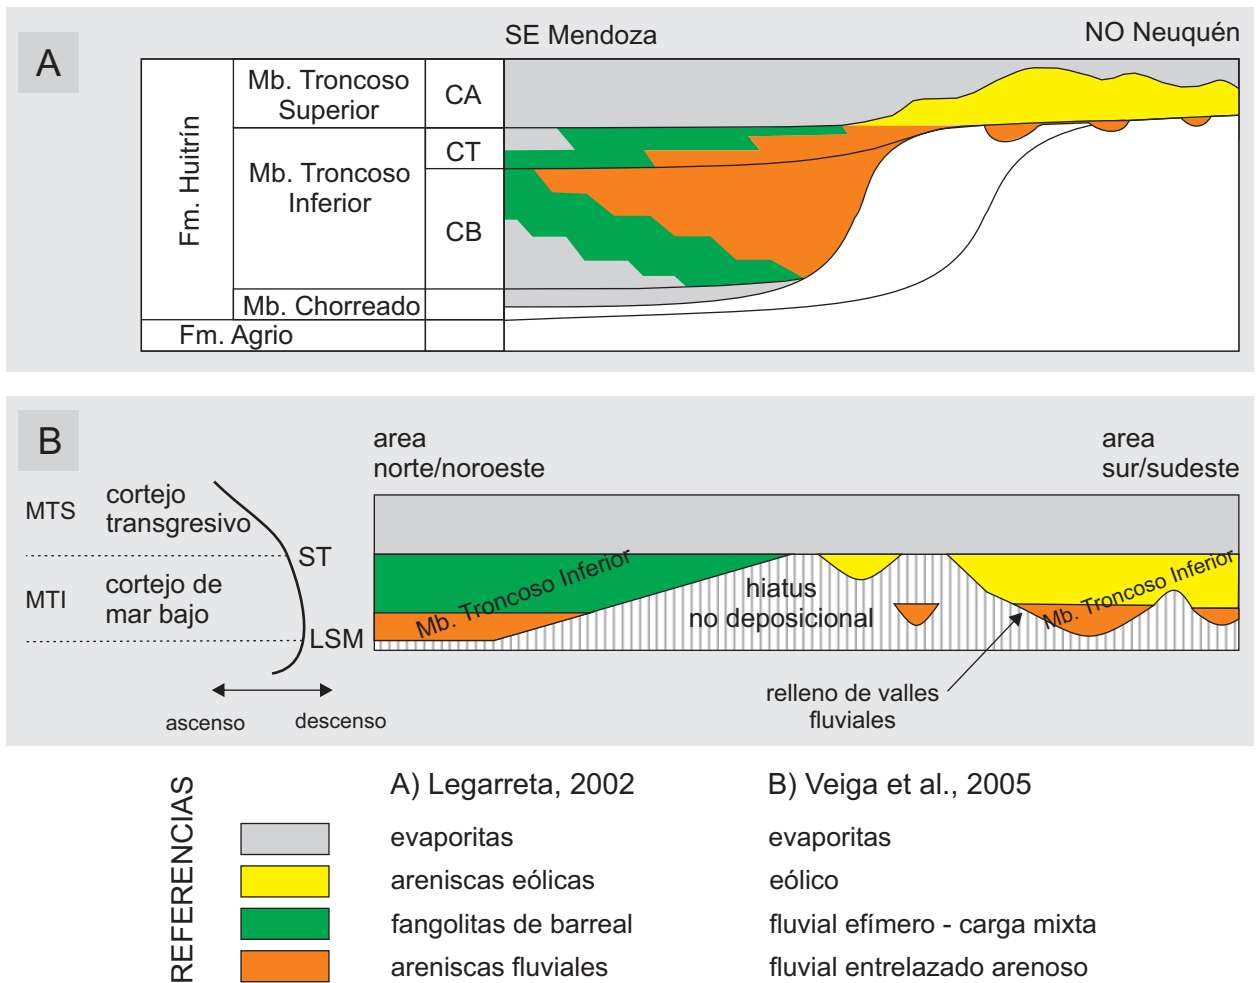 A
SE Mendoza
NO Neuquén
Fm. Huitrín
Mb. Troncoso
Superior
CA
Mb. Troncoso
Inferior
CT
CB
Mb. Chorreado
Fm. Agrio
B
area
norte/noroeste
area
sur/sudeste
MTS
cortejo
transgresivo
ST
MTI
cortejo de
mar bajo
LSM
ascenso
descenso
Mb. Troncoso Inferior
hiatus
no deposicional
Mb. Troncoso Inferior
relleno de valles
fluviales
REFERENCIAS
A) Legarreta, 2002
B) Veiga et al., 2005
evaporitas
evaporitas
areniscas eólicas
eólico
fangolitas de barreal
fluvial efímero - carga mixta
areniscas fluviales
fluvial entrelazado arenoso